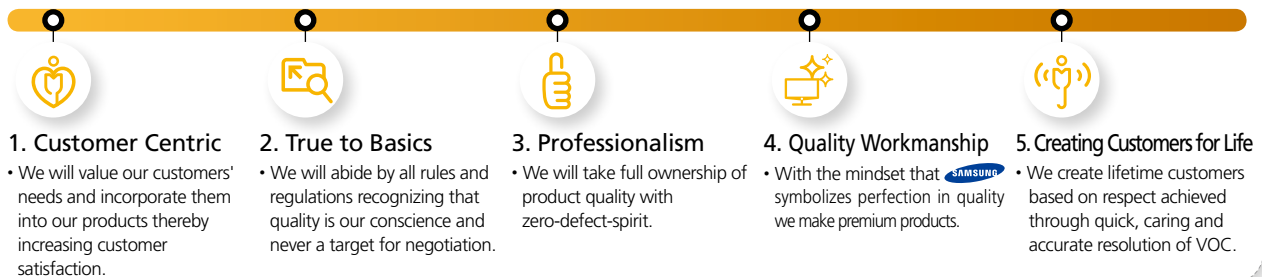 1. Customer Centric
• We will value our customers'
needs and incorporate them
into our products thereby
increasing customer
satisfaction.
2. True to Basics
• We will abide by all rules and
regulations recognizing that
quality is our conscience and
never a target for negotiation.
3. Professionalism
• We will take full ownership of
product quality with
zero-defect-spirit.
4. Quality Workmanship
• With the mindset that SAMSUNG
symbolizes perfection in quality
we make premium products.
5. Creating Customers for Life
• We create lifetime customers
based on respect achieved
through quick, caring and
accurate resolution of VOC.